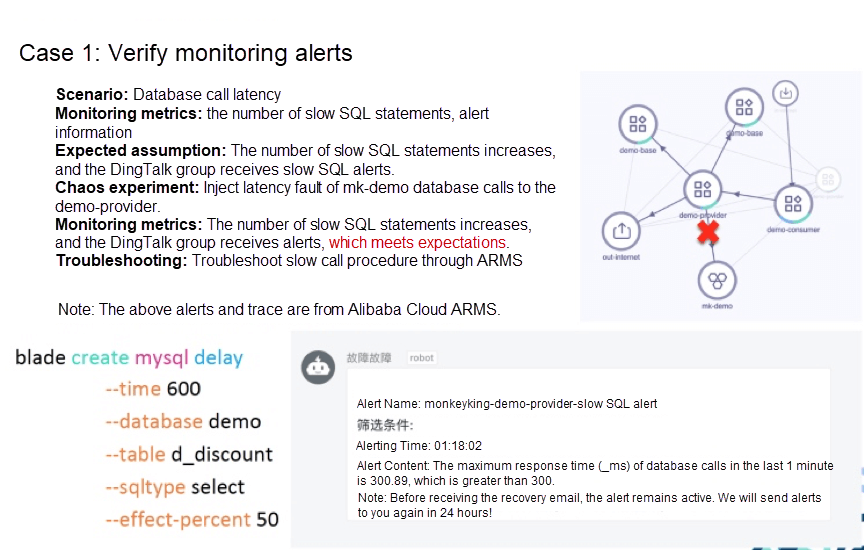 Case 1: Verify monitoring alerts
Scenario: Database call latency
Monitoring metrics: the number of slow SQL statements, alert
information
Expected assumption: The number of slow SQL statements increases,
and the DingTalk group receives slow SQL alerts.
Chaos experiment: Inject latency fault of mk-demo database calls to the
demo-provider.
Monitoring metrics: The number of slow SQL statements increases,
and the DingTalk group receives alerts, which meets expectations.
Troubleshooting: Troubleshoot slow call procedure through ARMS
Note: The above alerts and trace are from Alibaba Cloud ARMS.
demo-base
demo-base
demo-provider
demo-consumer
out-internet
mk-demo
blade create mysql delay
--time 600
--database demo
--table d_discount
--sqltype select
--effect-percent 50
故障故障 robot
Alert Name: monkeyking-demo-provider-slow SQL alert
筛选条件:
Alerting Time: 01:18:02
Alert Content: The maximum response time (_ms) of database calls in the last 1 minute
is 300.89, which is greater than 300.
Note: Before receiving the recovery email, the alert remains active. We will send alerts
to you again in 24 hours!